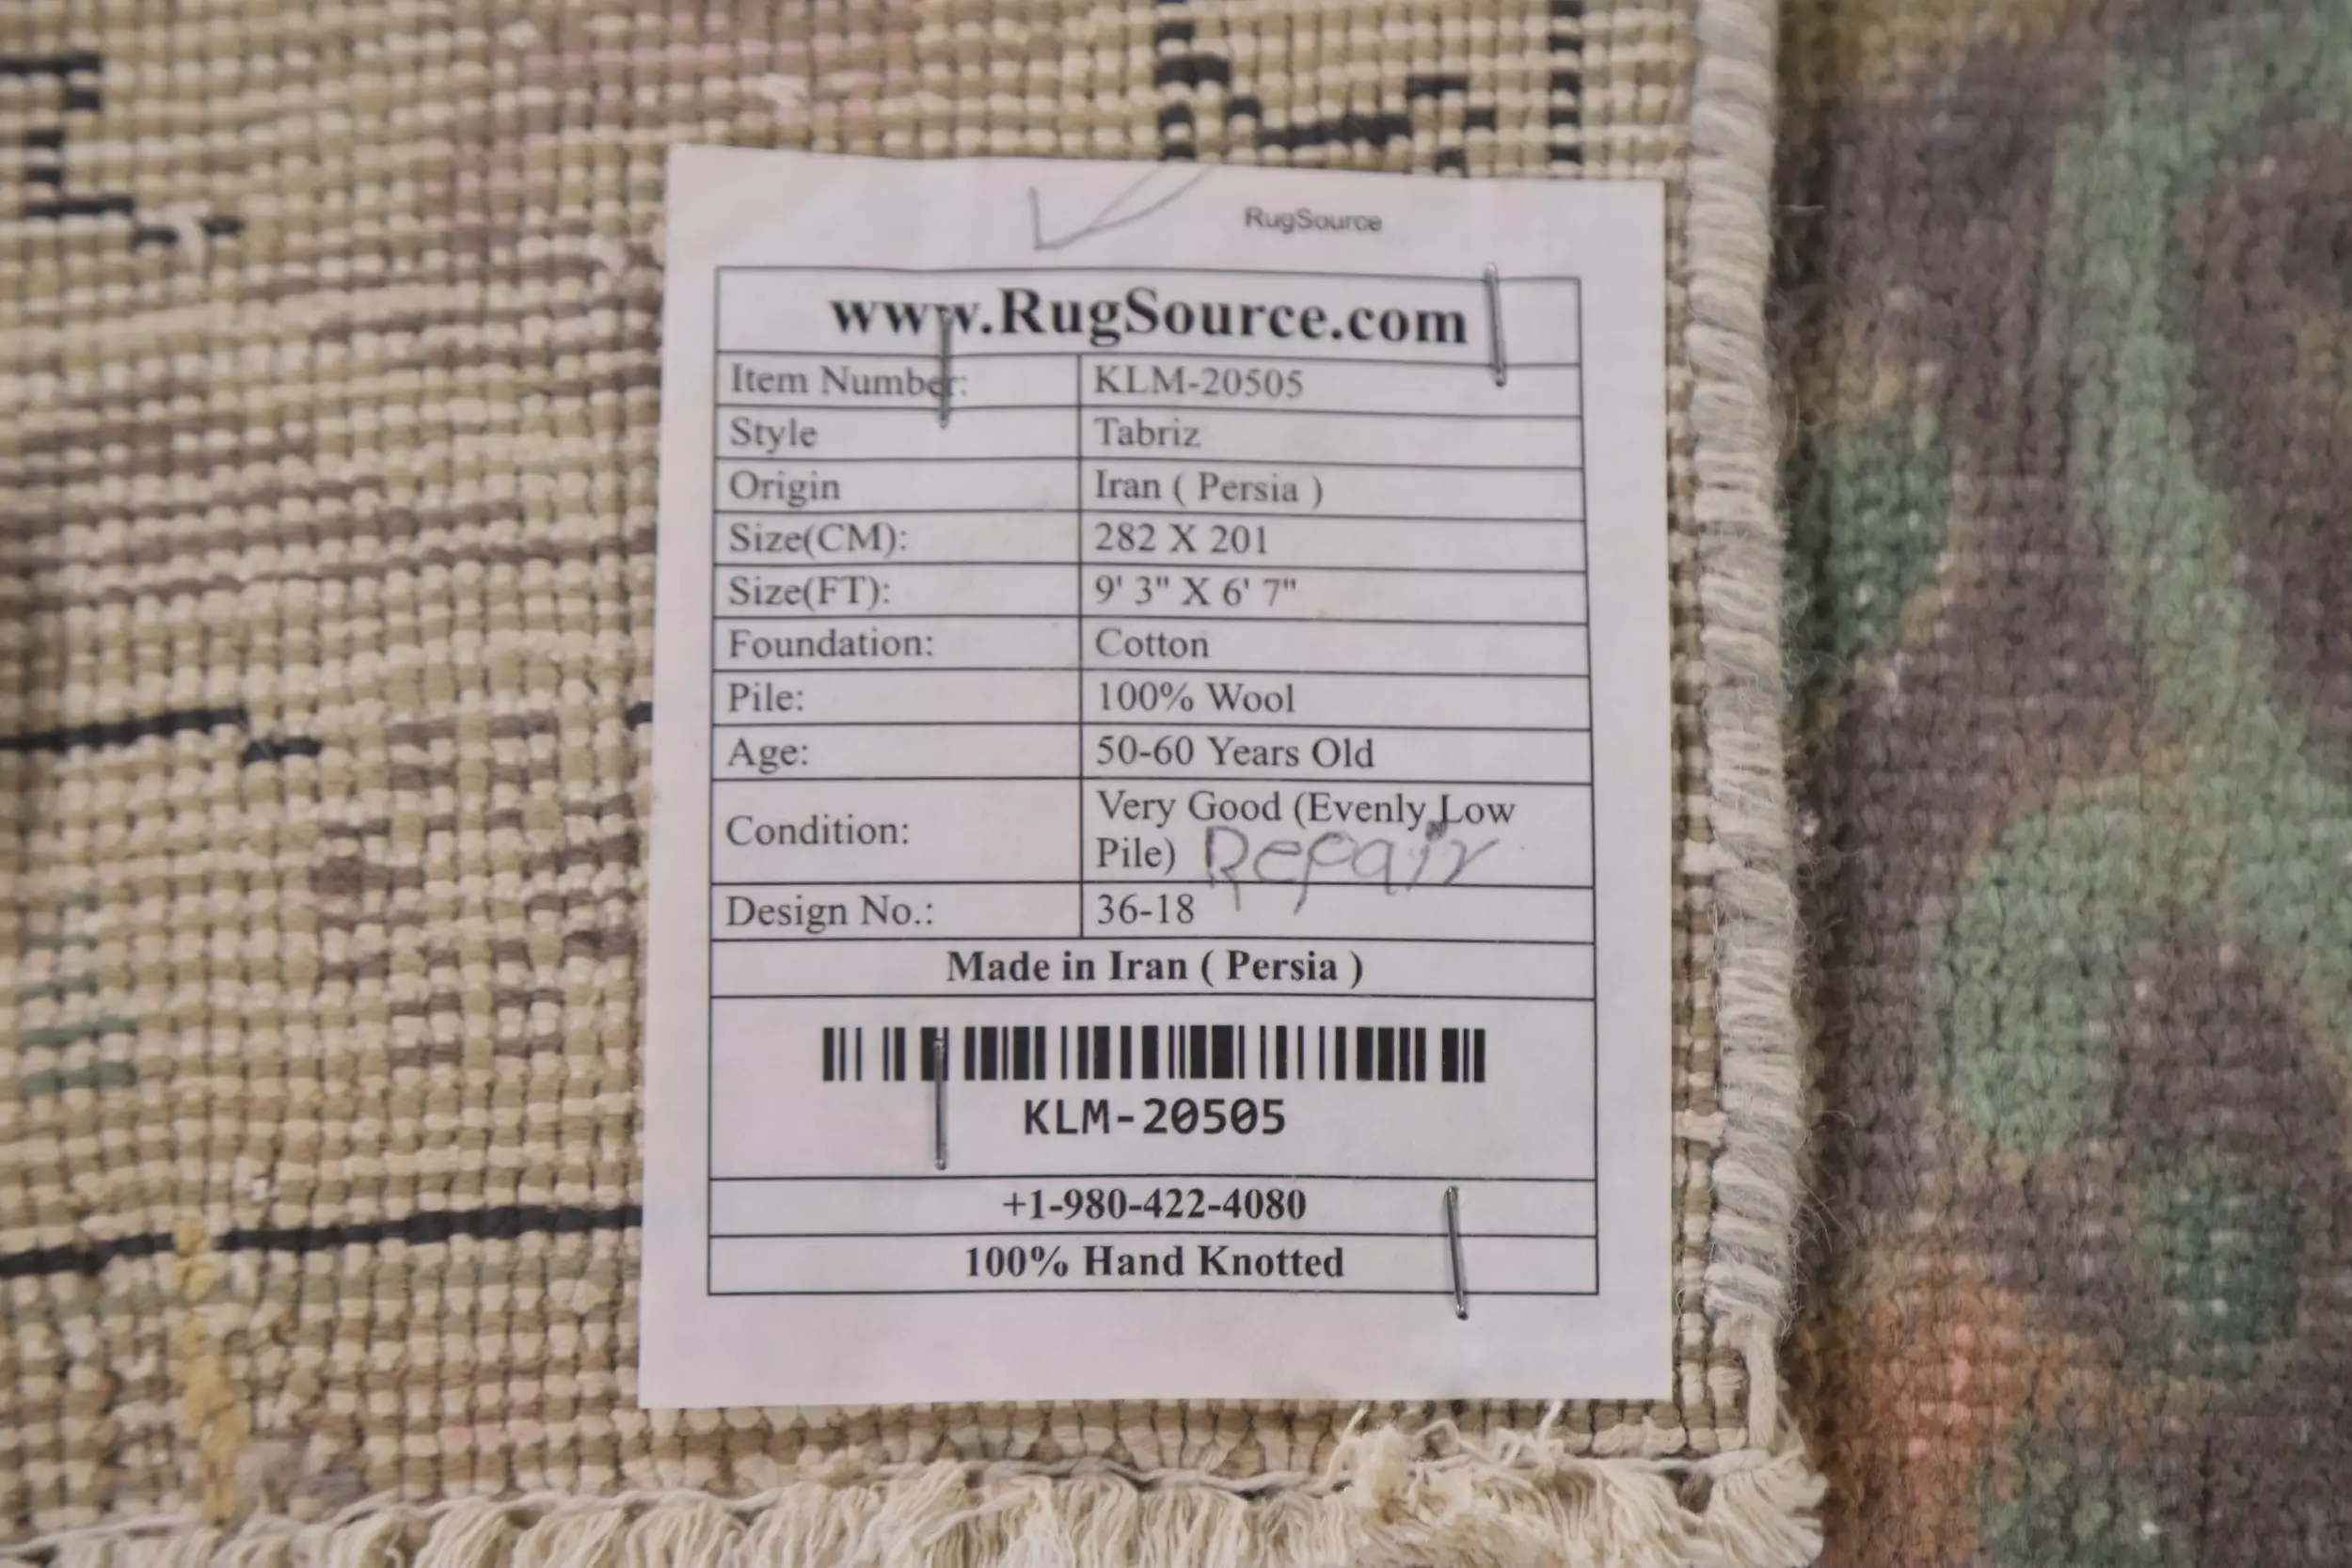 RugSource
www.RugSource.com
Item Number: KLM-20505
Style Tabriz
Origin Iran ( Persia )
Size(CM): 282 X 201
Size(FT): 9' 3" X 6' 7"
Foundation: Cotton
Pile: 100% Wool
Age: 50-60 Years Old
Condition: Very Good (Evenly Low
Pile) Repair
Design No.: 36-18
Made in Iran ( Persia )
KLM-20505
+1-980-422-4080
100% Hand Knotted